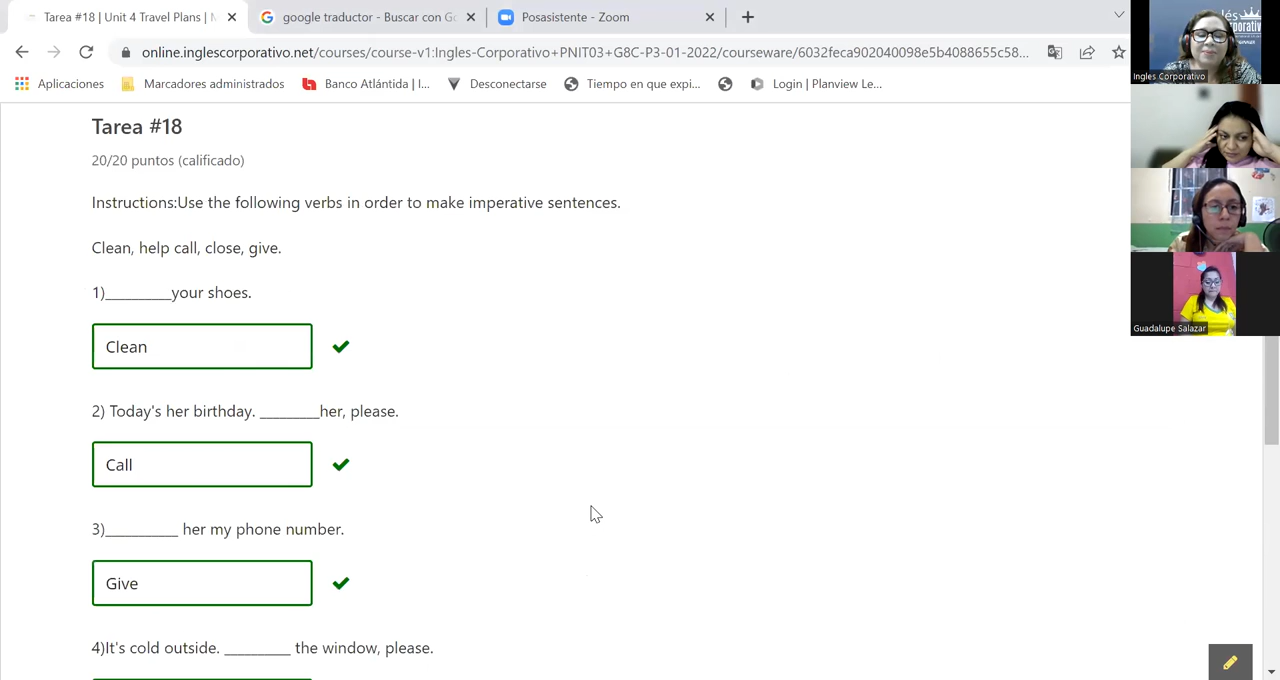 Tarea #18 | Unit 4 Travel Plans |
google traductor - Buscar con Go
Posasistente - Zoom
online.inglescorporativo.net/courses/course-v1:Ingles-Corporativo+PNIT03+G8C-P3-01-2022/courseware/6032feca902040098e5b4088655c58...
Aplicaciones
Marcadores administrados
Banco Atlántida | I...
Desconectarse
Tiempo en que expi...
Login | Planview Le...
Ingles Corporativo
Guadalupe Salazar
Tarea #18
20/20 puntos (calificado)
Instructions:Use the following verbs in order to make imperative sentences.
Clean, help call, close, give.
1)_________your shoes.
Clean
2) Today's her birthday. ________her, please.
Call
3)__________ her my phone number.
Give
4)It's cold outside. _________ the window, please.